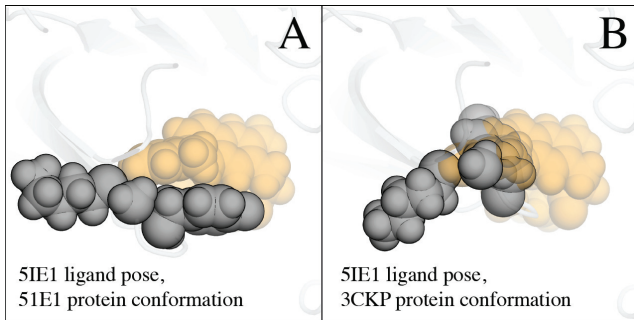 A
B
5IE1 ligand pose,
51E1 protein conformation
5IE1 ligand pose,
3CKP protein conformation